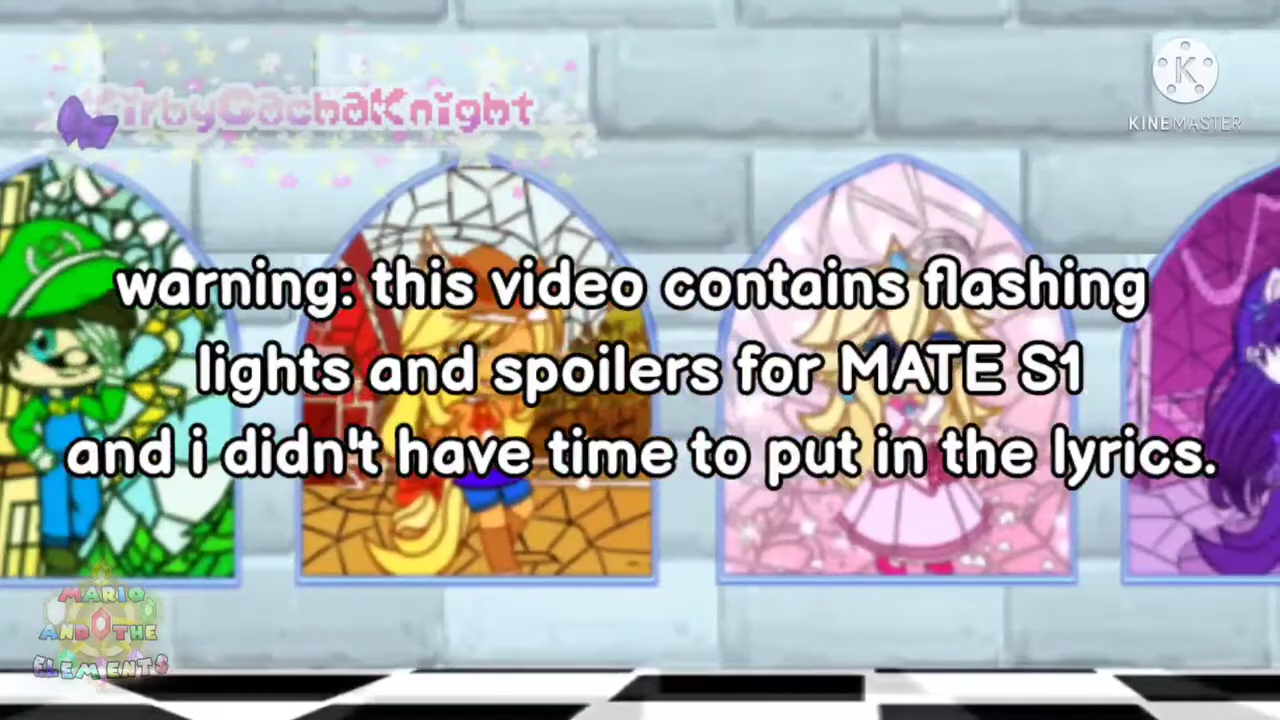 KirbyGachaKnight
KINEMASTER
warning: this video contains flashing
lights and spoilers for MATE S1
and i didn't have time to put in the lyrics.
MARIO
AND THE
ELEMENTS